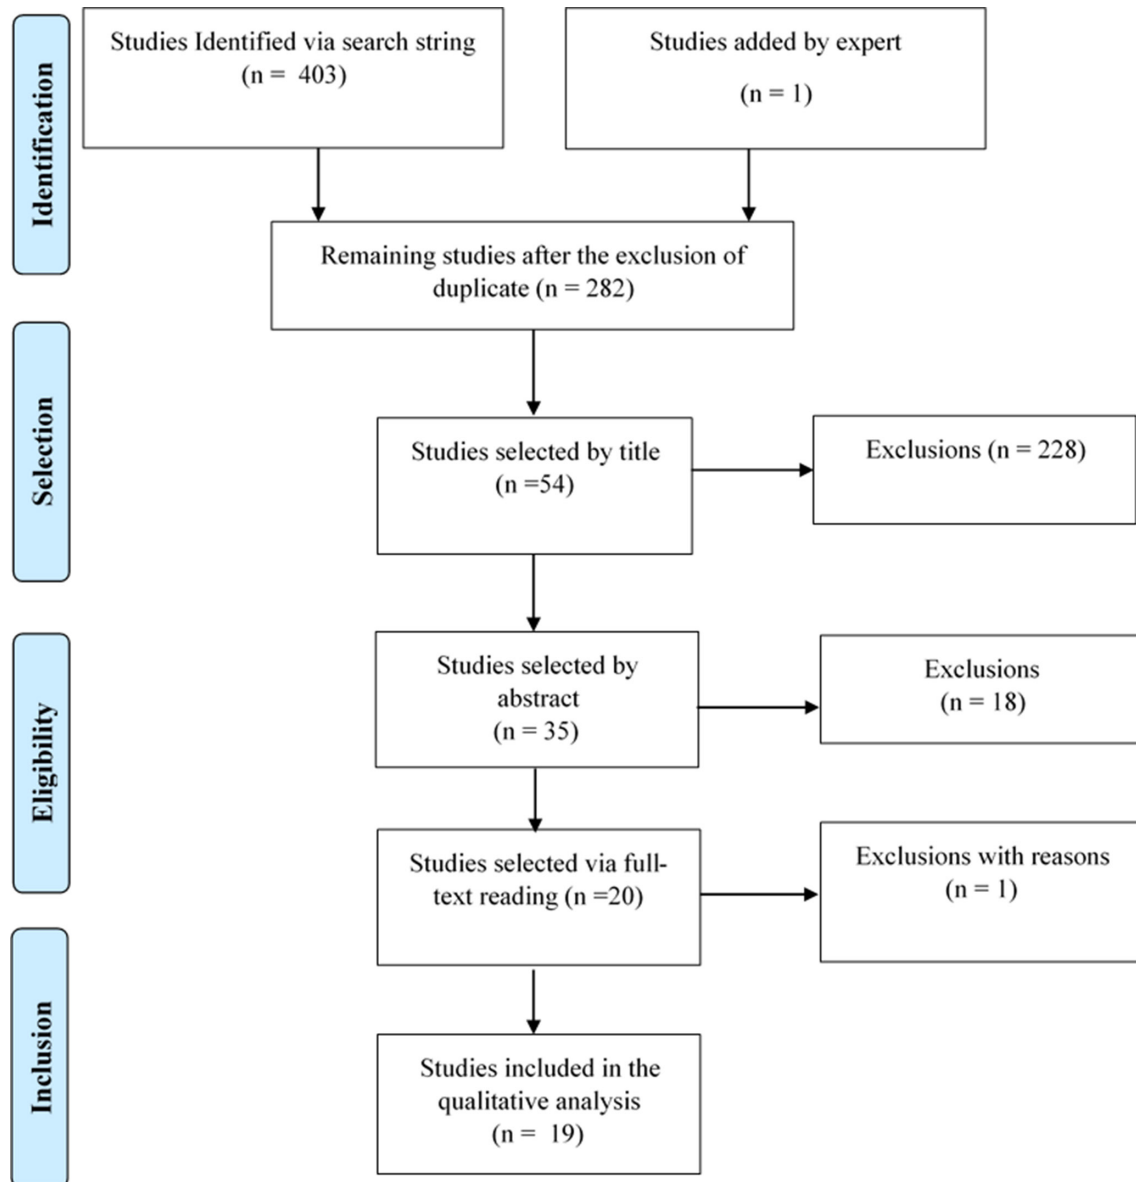 Identification
Studies Identified via search string
(n =  403)
Studies added by expert
(n = 1)
Remaining studies after the exclusion of
duplicate (n = 282)
Selection
Studies selected by title
(n =54)
Exclusions (n = 228)
Eligibility
Studies selected by
abstract
(n = 35)
Exclusions
(n = 18)
Studies selected via full-
text reading (n =20)
Exclusions with reasons
(n = 1)
Inclusion
Studies included in the
qualitative analysis
(n =  19)